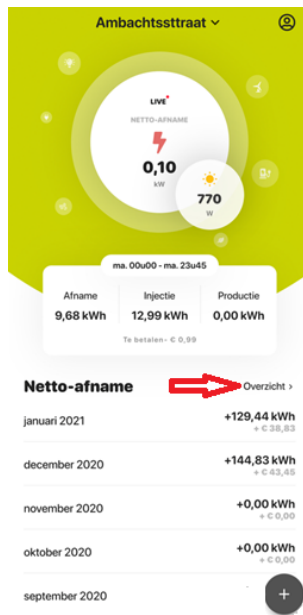 Ambachtssttraat
LIVE
NETTO-AFNAME
0,10
kW
770
W
ma. 00u00 - ma. 23u45
Afname Injectie Productie
9,68 kWh 12,99 kWh 0,00 kWh
Te betalen- € 0,99
Netto-afname Overzicht ›
januari 2021 +129,44 kWh
+ € 38,83
december 2020 +144,83 kWh
+ € 43,45
november 2020 +0,00 kWh
+ € 0,00
oktober 2020 +0,00 kWh
+ € 0,00
september 2020 -
+